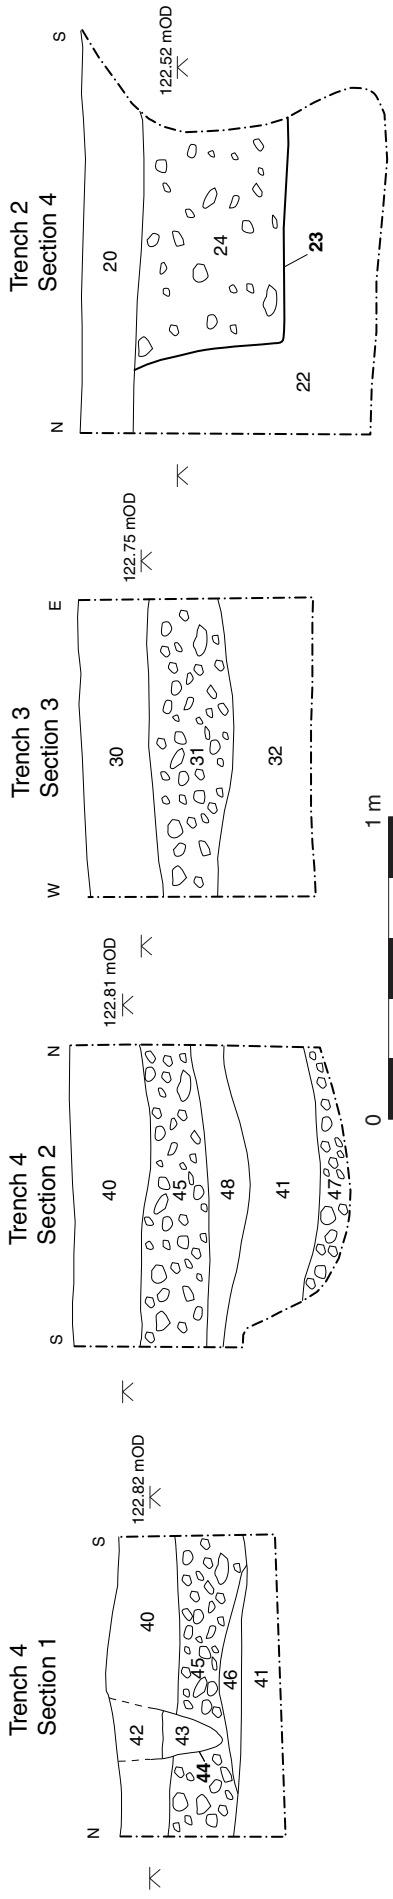 Trench 4
Section 1
N
S
122.82 mOD
40
42
43
44
45
46
41
Trench 4
Section 2
S
N
122.81 mOD
40
45
48
41
47
Trench 3
Section 3
W
E
122.75 mOD
30
31
32
Trench 2
Section 4
N
S
122.52 mOD
20
24
23
22
0
1 m